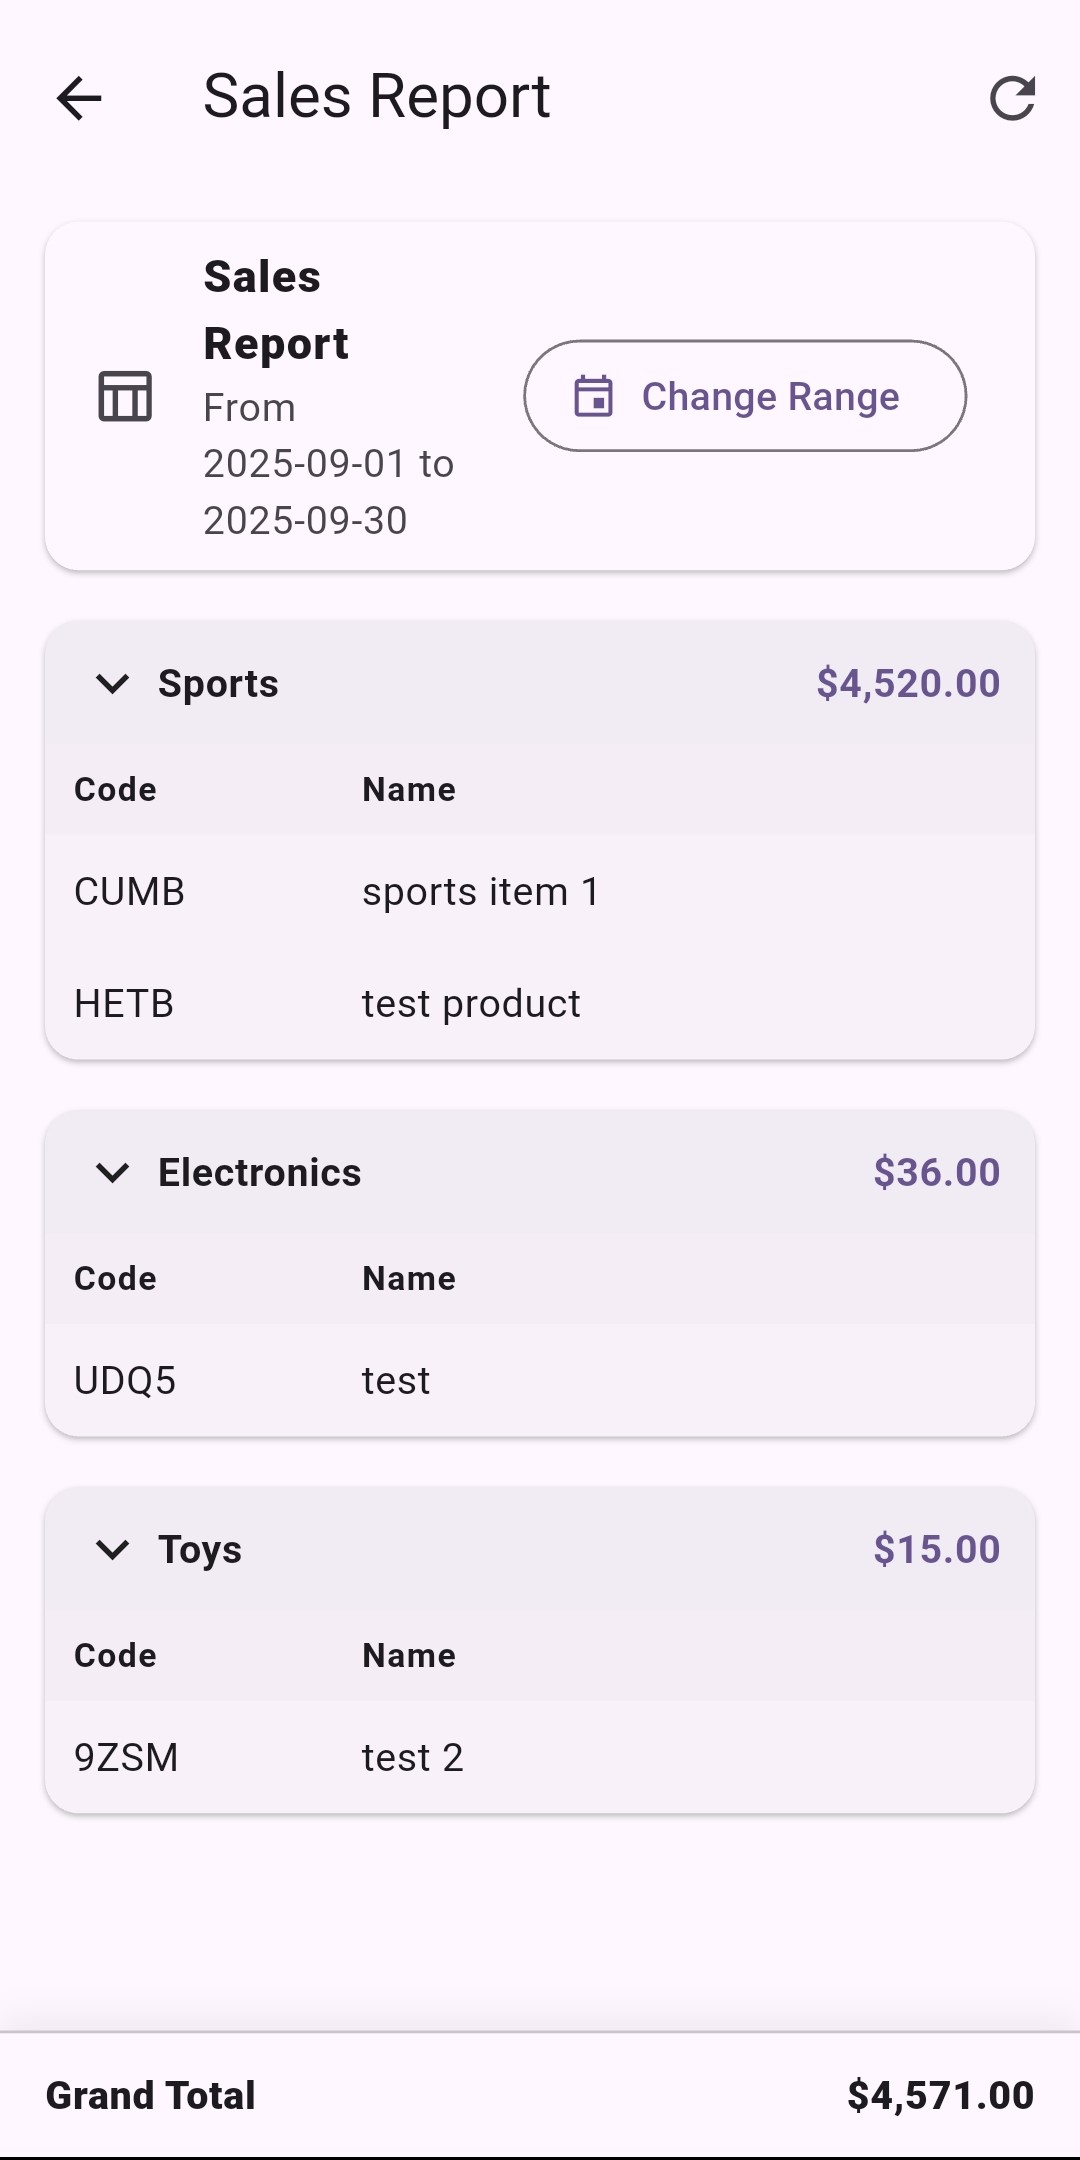 Sales Report
Sales
Report
From
2025-09-01 to
2025-09-30
Change Range
Sports $4,520.00
Code Name
CUMB sports item 1
HETB test product
Electronics $36.00
Code Name
UDQ5 test
Toys $15.00
Code Name
9ZSM test 2
Grand Total $4,571.00